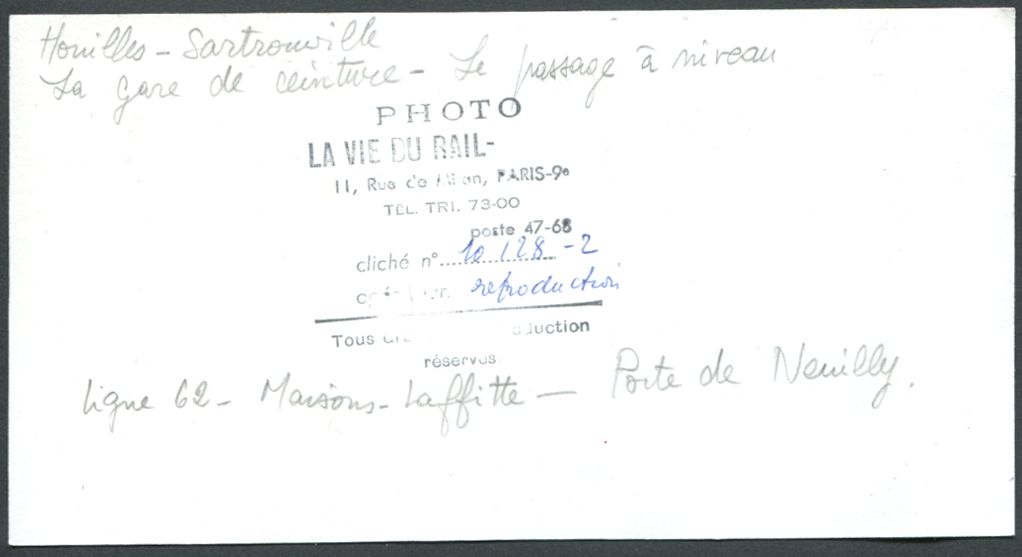 Houilles - Sartrouville
La gare de ceinture - Le passage à niveau
PHOTO
LA VIE DU RAIL-
11, Rue de Milan, PARIS-9e
TÉL. TRI. 73-00
poste 47-68
cliché n° 10 128 - 2
reproduction
Tous
réservés
Ligne 62 - Maisons-Laffitte - Porte de Neuilly.